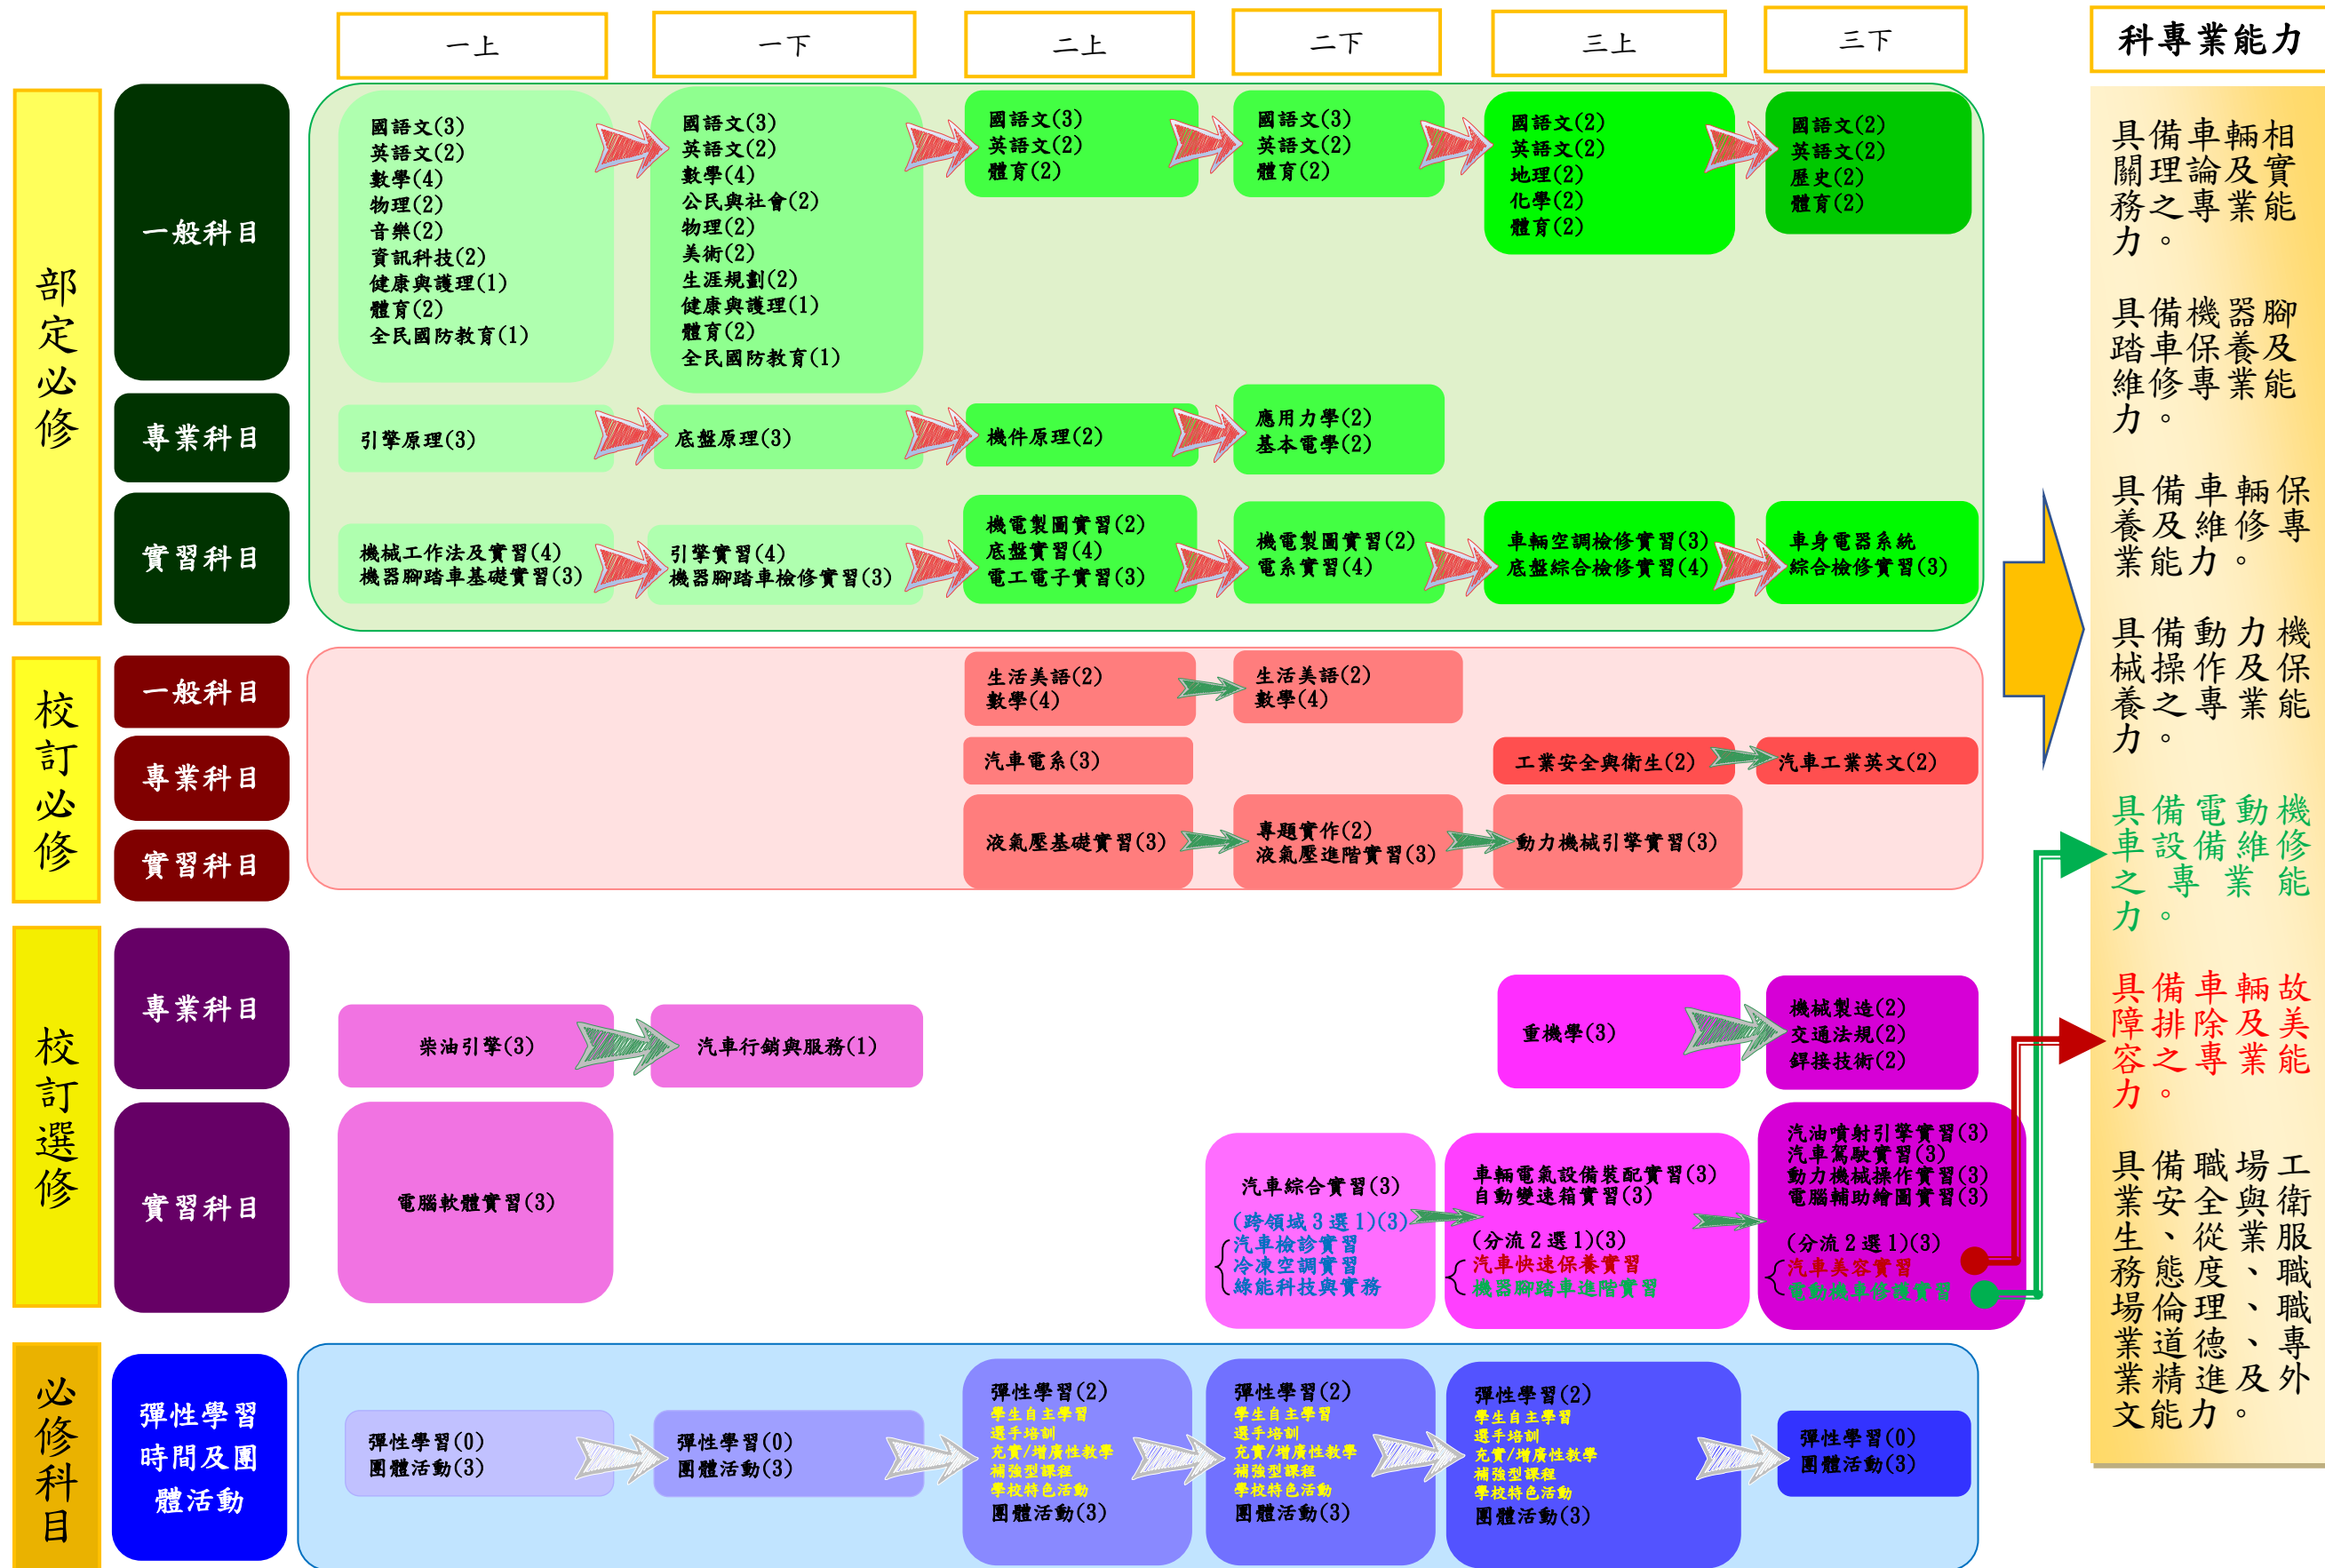 一上
一下
二上
二下
三上
三下
科專業能力
部定必修
一般科目
國語文(3)
英語文(2)
數學(4)
物理(2)
音樂(2)
資訊科技(2)
健康與護理(1)
體育(2)
全民國防教育(1)
國語文(3)
英語文(2)
數學(4)
公民與社會(2)
物理(2)
美術(2)
生涯規劃(2)
健康與護理(1)
體育(2)
全民國防教育(1)
國語文(3)
英語文(2)
體育(2)
國語文(3)
英語文(2)
體育(2)
國語文(2)
英語文(2)
地理(2)
化學(2)
體育(2)
國語文(2)
英語文(2)
歷史(2)
體育(2)
專業科目
引擎原理(3)
底盤原理(3)
機件原理(2)
應用力學(2)
基本電學(2)
實習科目
機械工作法及實習(4)
機器腳踏車基礎實習(3)
引擎實習(4)
機器腳踏車檢修實習(3)
機電製圖實習(2)
底盤實習(4)
電工電子實習(3)
機電製圖實習(2)
電系實習(4)
車輛空調檢修實習(3)
底盤綜合檢修實習(4)
車身電器系統
綜合檢修實習(3)
校訂必修
一般科目
生活美語(2)
數學(4)
生活美語(2)
數學(4)
專業科目
汽車電系(3)
工業安全與衛生(2)
汽車工業英文(2)
實習科目
液氣壓基礎實習(3)
專題實作(2)
液氣壓進階實習(3)
動力機械引擎實習(3)
校訂選修
專業科目
柴油引擎(3)
汽車行銷與服務(1)
重機學(3)
機械製造(2)
交通法規(2)
銲接技術(2)
實習科目
電腦軟體實習(3)
汽車綜合實習(3)
(跨領域 3 選 1)(3)
汽車檢診實習
冷凍空調實習
綠能科技與實務
車輛電氣設備裝配實習(3)
自動變速箱實習(3)
(分流 2 選 1)(3)
汽車快速保養實習
機器腳踏車進階實習
汽油噴射引擎實習(3)
汽車駕駛實習(3)
動力機械操作實習(3)
電腦輔助繪圖實習(3)
(分流 2 選 1)(3)
汽車美容實習
電動機車修護實習
必修科目
彈性學習
時間及團
體活動
彈性學習(0)
團體活動(3)
彈性學習(0)
團體活動(3)
彈性學習(2)
學生自主學習
選手培訓
充實/增廣性教學
補強型課程
學校特色活動
團體活動(3)
彈性學習(2)
學生自主學習
選手培訓
充實/增廣性教學
補強型課程
學校特色活動
團體活動(3)
彈性學習(2)
學生自主學習
選手培訓
充實/增廣性教學
補強型課程
學校特色活動
團體活動(3)
彈性學習(0)
團體活動(3)
具備車輛相
關理論及實
務之專業能
力。
具備機器腳
踏車保養及
維修專業能
力。
具備車輛保
養及維修專
業能力。
具備動力機
械操作及保
養之專業能
力。
具備電動機
車設備維修
之專業能
力。
具備車輛故
障排除及美
容之專業能
力。
具備職場工
業安全與衛
生、從業服
務態度、職
場倫理、職
業道德、專
業精進及外
文能力。